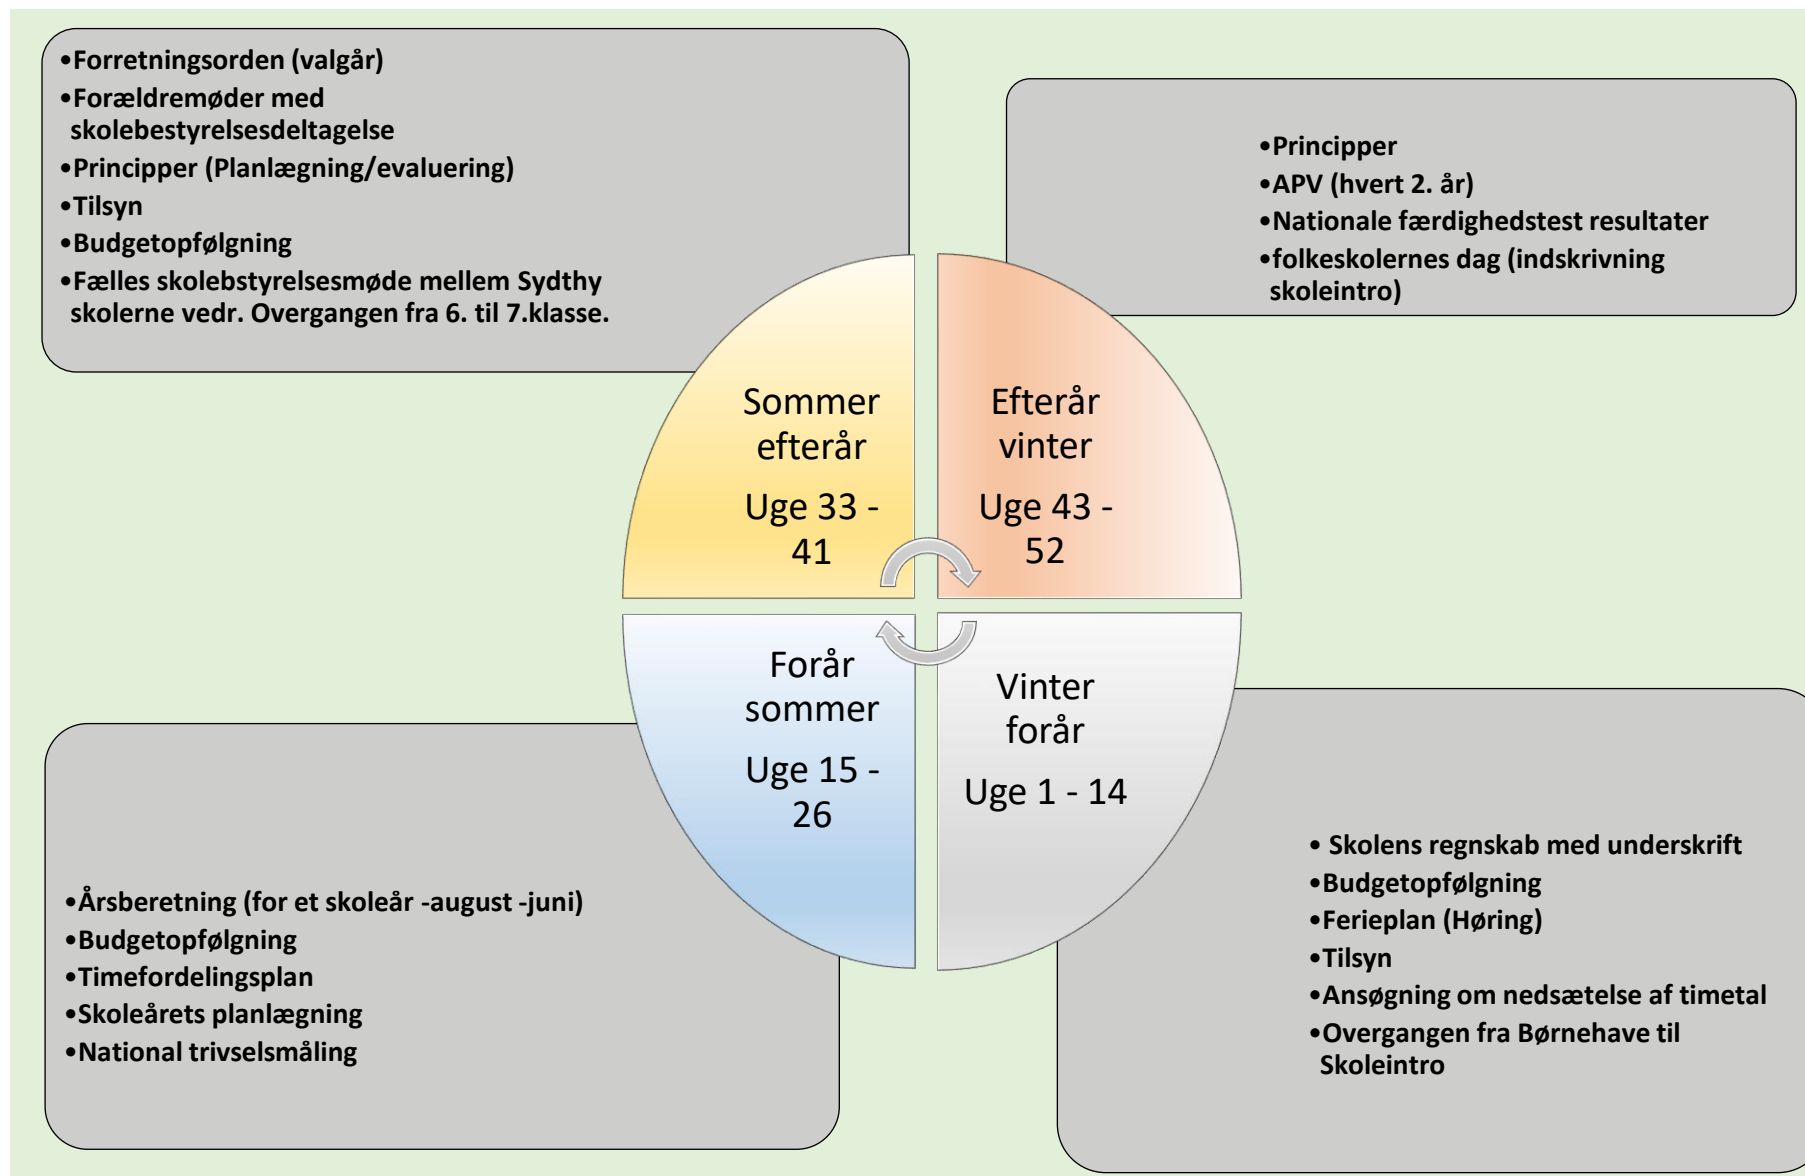 •Forretningsorden (valgår)
•Forældremøder med
skolebestyrelsesdeltagelse
•Principper (Planlægning/evaluering)
•Tilsyn
•Budgetopfølgning
•Fælles skolebstyrelsesmøde mellem Sydthy
skolerne vedr. Overgangen fra 6. til 7.klasse.
•Principper
•APV (hvert 2. år)
•Nationale færdighedstest resultater
•folkeskolernes dag (indskrivning
skoleintro)
Sommer
efterår
Uge 33 -
41
Efterår
vinter
Uge 43 -
52
Forår
sommer
Uge 15 -
26
Vinter
forår
Uge 1 - 14
•Årsberetning (for et skoleår -august -juni)
•Budgetopfølgning
•Timefordelingsplan
•Skoleårets planlægning
•National trivselsmåling
• Skolens regnskab med underskrift
•Budgetopfølgning
•Ferieplan (Høring)
•Tilsyn
•Ansøgning om nedsætelse af timetal
•Overgangen fra Børnehave til
Skoleintro